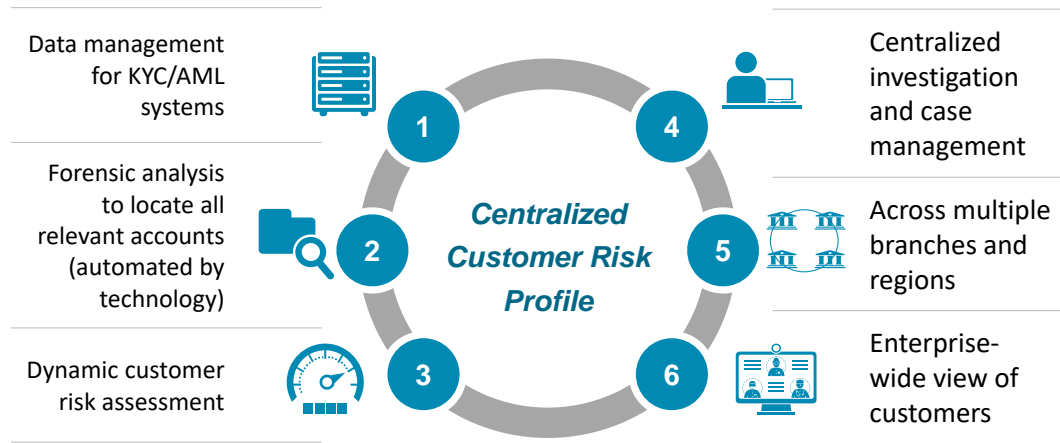 Data management
for KYC/AML
systems
1
Forensic analysis
to locate all
relevant accounts
(automated by
technology)
2
Dynamic customer
risk assessment
3
Centralized
Customer Risk
Profile
4
Centralized
investigation
and case
management
5
Across multiple
branches and
regions
6
Enterprise-
wide view of
customers